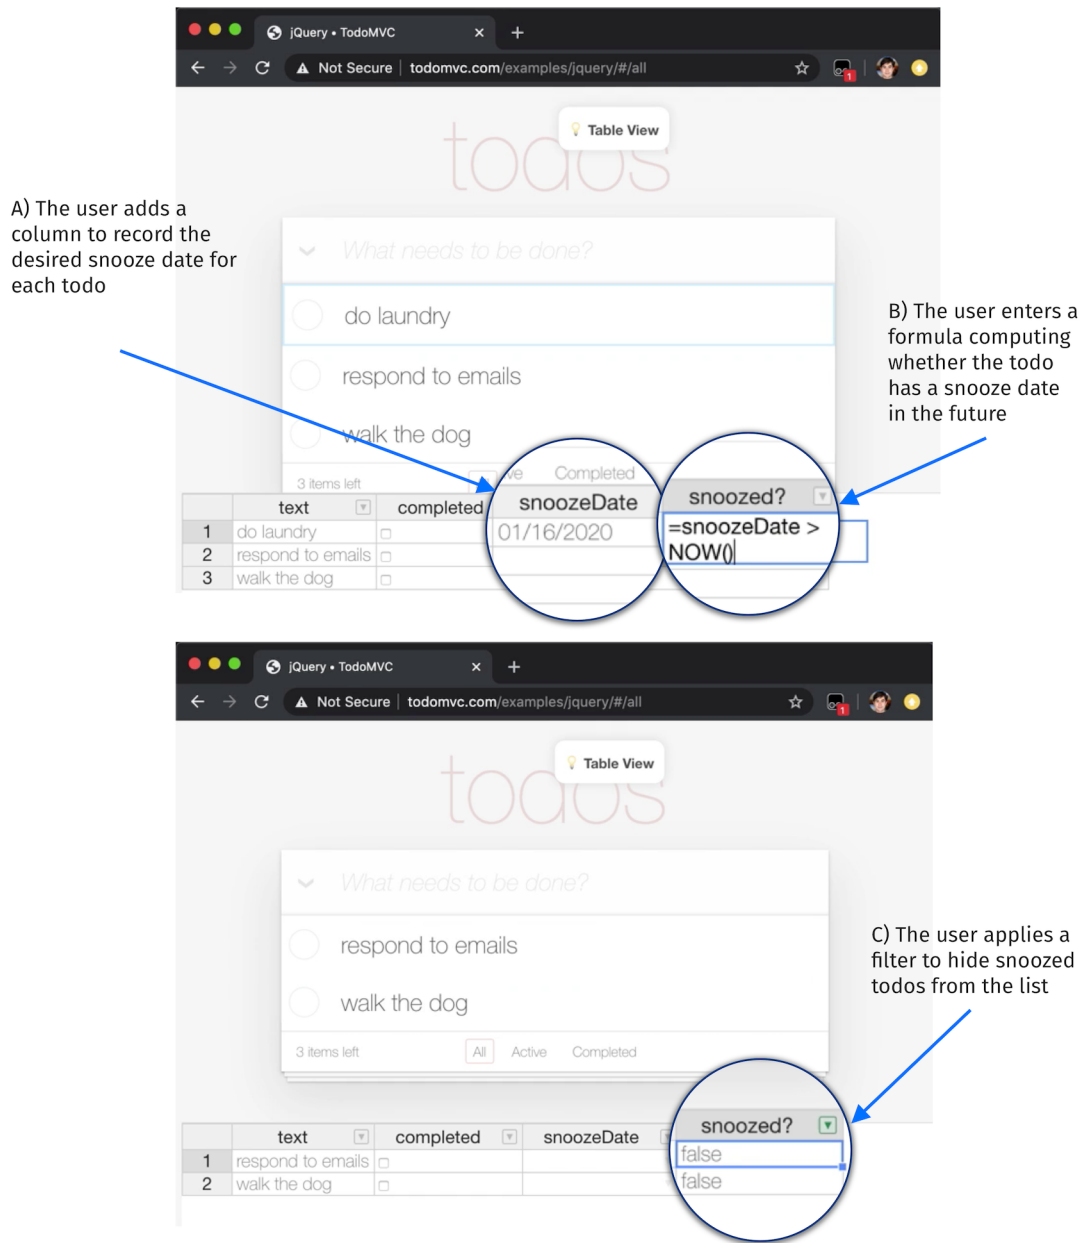 jQuery • TodoMVC
Not Secure | todomvc.com/examples/jquery/#/all
1
Table View
todos
A) The user adds a
column to record the
desired snooze date for
each todo
What needs to be done?
do laundry
respond to emails
walk the dog
B) The user enters a
formula computing
whether the todo
has a snooze date
in the future
3 items left
ve Completed
text completed snoozeDate snoozed?
1 do laundry 01/16/2020 =snoozeDate >
NOW()
2 respond to emails
3 walk the dog
jQuery • TodoMVC
Not Secure | todomvc.com/examples/jquery/#/all
1
Table View
todos
What needs to be done?
respond to emails
walk the dog
C) The user applies a
filter to hide snoozed
todos from the list
3 items left All Active Completed
text completed snoozeDate snoozed?
1 respond to emails false
2 walk the dog false